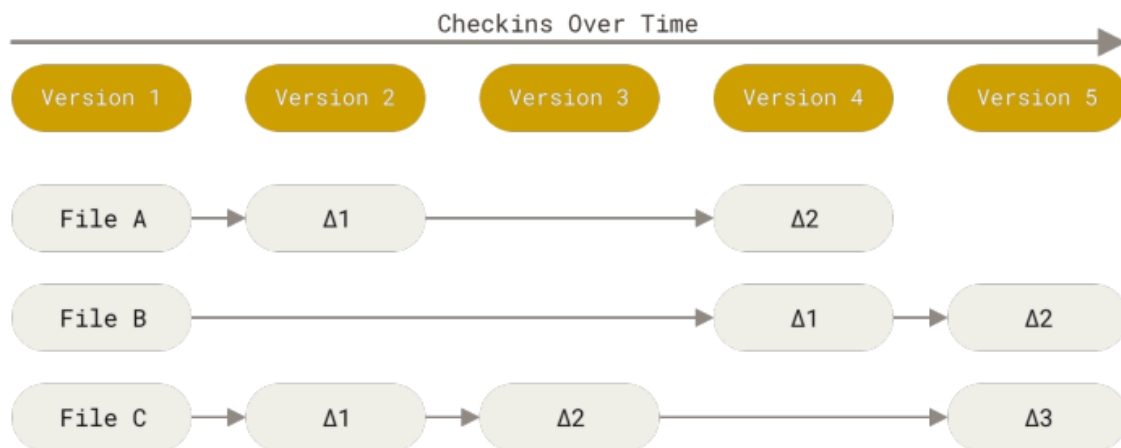 Checkins Over Time
Version 1 Version 2 Version 3 Version 4 Version 5
File A Δ1 Δ2
File B Δ1 Δ2
File C Δ1 Δ2 Δ3